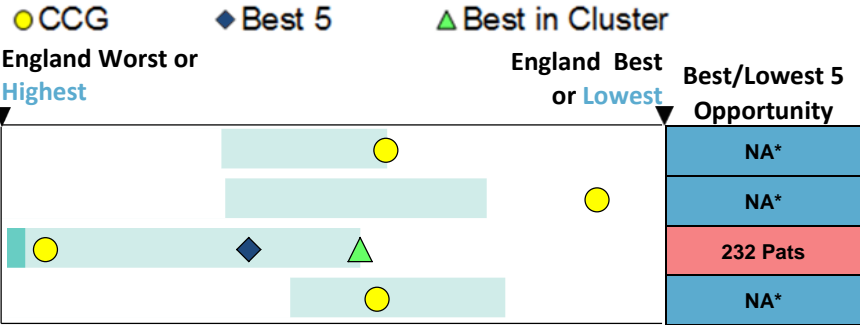 CCG Best 5 Best in Cluster
England Worst or
Highest
England Best
or Lowest
Best/Lowest 5
Opportunity
NA*
NA*
232 Pats
NA*